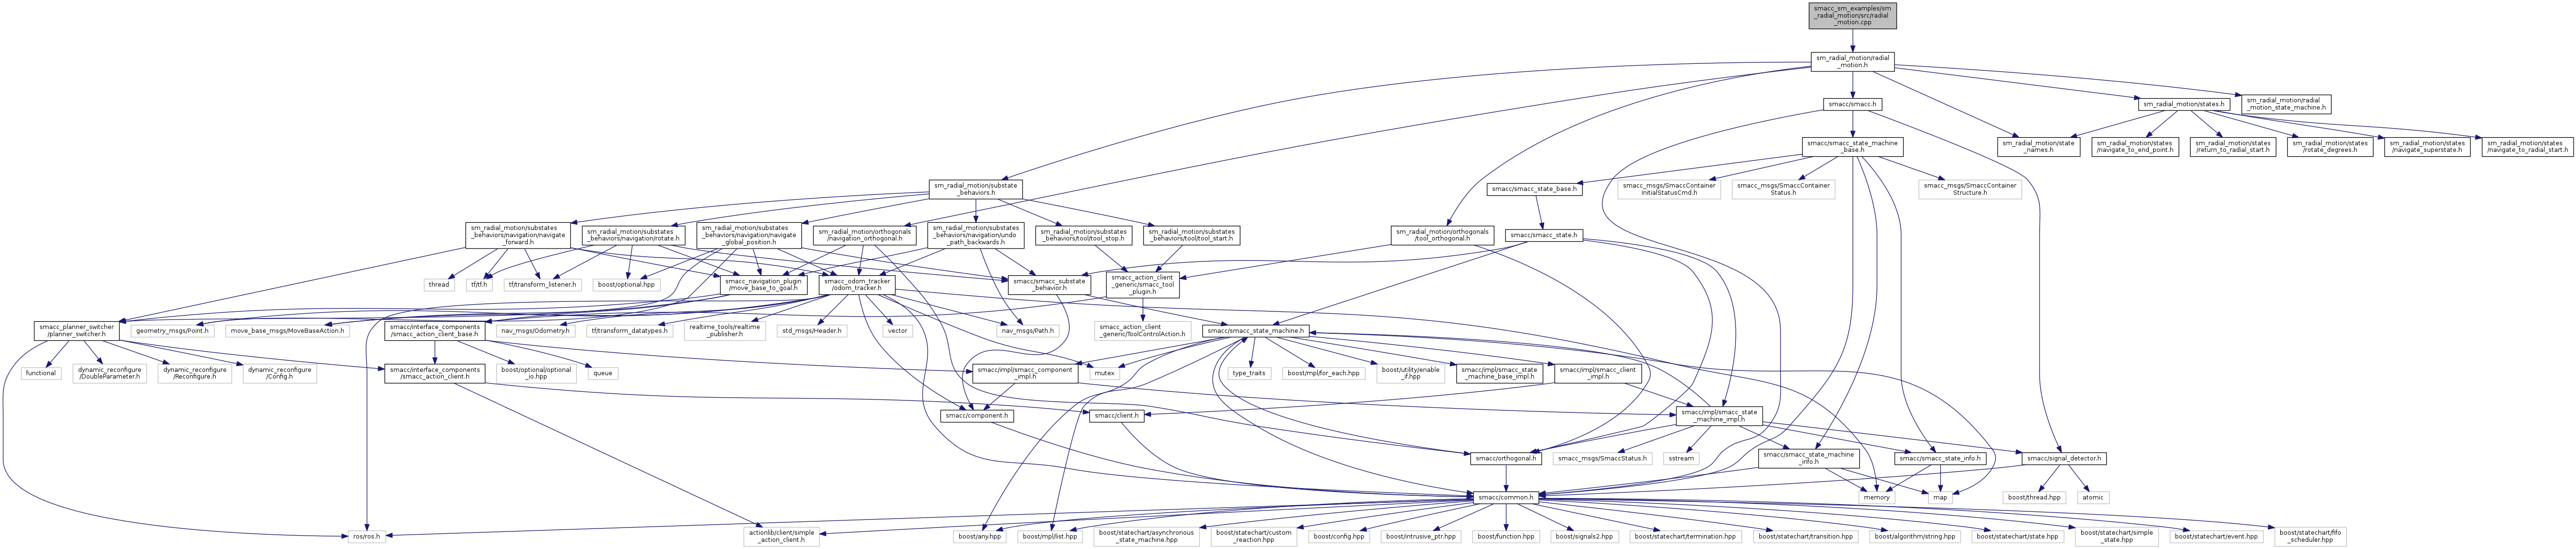 smacc_sm_examples/sm
_radial_motion/src/radial
_motion.cpp
sm_radial_motion/radial
_motion.h
smacc/smacc.h
sm_radial_motion/states.h
sm_radial_motion/radial
_motion_state_machine.h
smacc/smacc_state_machine
_base.h
sm_radial_motion/state
_names.h
sm_radial_motion/states
/navigate_to_end_point.h
sm_radial_motion/states
/return_to_radial_start.h
sm_radial_motion/states
/rotate_degrees.h
sm_radial_motion/states
/navigate_superstate.h
sm_radial_motion/states
/navigate_to_radial_start.h
sm_radial_motion/substate
_behaviors.h
smacc/smacc_state_base.h
smacc_msgs/SmaccContainer
InitialStatusCmd.h
smacc_msgs/SmaccContainer
Status.h
smacc_msgs/SmaccContainer
Structure.h
sm_radial_motion/substates
_behaviors/navigation/navigate
_forward.h
sm_radial_motion/substates
_behaviors/navigation/rotate.h
sm_radial_motion/substates
_behaviors/navigation/navigate
_global_position.h
sm_radial_motion/orthogonals
/navigation_orthogonal.h
sm_radial_motion/substates
_behaviors/navigation/undo
_path_backwards.h
sm_radial_motion/substates
_behaviors/tool/tool_stop.h
sm_radial_motion/substates
_behaviors/tool/tool_start.h
sm_radial_motion/orthogonals
/tool_orthogonal.h
smacc/smacc_state.h
thread
tf/tf.h
tf/transform_listener.h
boost/optional.hpp
smacc_navigation_plugin
/move_base_to_goal.h
smacc_odom_tracker
/odom_tracker.h
smacc/smacc_substate
_behavior.h
smacc_action_client
_generic/smacc_tool
_plugin.h
smacc_planner_switcher
/planner_switcher.h
geometry_msgs/Point.h
move_base_msgs/MoveBaseAction.h
smacc/interface_components
/smacc_action_client_base.h
nav_msgs/Odometry.h
tf/transform_datatypes.h
realtime_tools/realtime
_publisher.h
std_msgs/Header.h
vector
nav_msgs/Path.h
smacc_action_client
_generic/ToolControlAction.h
smacc/smacc_state_machine.h
functional
dynamic_reconfigure
/DoubleParameter.h
dynamic_reconfigure
/Reconfigure.h
dynamic_reconfigure
/Config.h
smacc/interface_components
/smacc_action_client.h
boost/optional/optional
_io.hpp
queue
smacc/impl/smacc_component
_impl.h
mutex
type_traits
boost/mpl/for_each.hpp
boost/utility/enable
_if.hpp
smacc/impl/smacc_state
_machine_base_impl.h
smacc/impl/smacc_client
_impl.h
smacc/component.h
smacc/client.h
smacc/impl/smacc_state
_machine_impl.h
smacc/orthogonal.h
smacc_msgs/SmaccStatus.h
sstream
smacc/smacc_state_machine
_info.h
smacc/smacc_state_info.h
smacc/signal_detector.h
smacc/common.h
memory
map
boost/thread.hpp
atomic
ros/ros.h
actionlib/client/simple
_action_client.h
boost/any.hpp
boost/mpl/list.hpp
boost/statechart/asynchronous
_state_machine.hpp
boost/statechart/custom
_reaction.hpp
boost/config.hpp
boost/intrusive_ptr.hpp
boost/function.hpp
boost/signals2.hpp
boost/statechart/termination.hpp
boost/statechart/transition.hpp
boost/algorithm/string.hpp
boost/statechart/state.hpp
boost/statechart/simple
_state.hpp
boost/statechart/event.hpp
boost/statechart/fifo
_scheduler.hpp